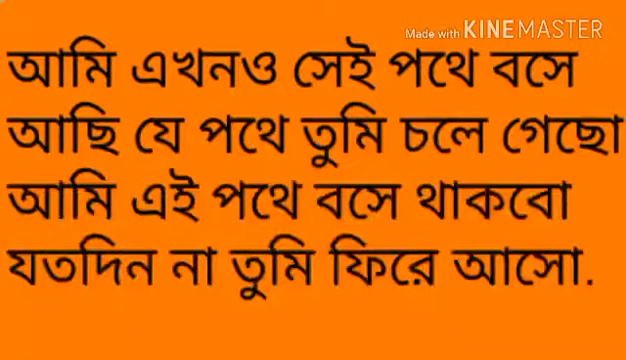 Made with KINEMASTER
আমি এখনও সেই পথে বসে
আছি যে পথে তুমি চলে গেছো
আমি এই পথে বসে থাকবো
যতদিন না তুমি ফিরে আসো.